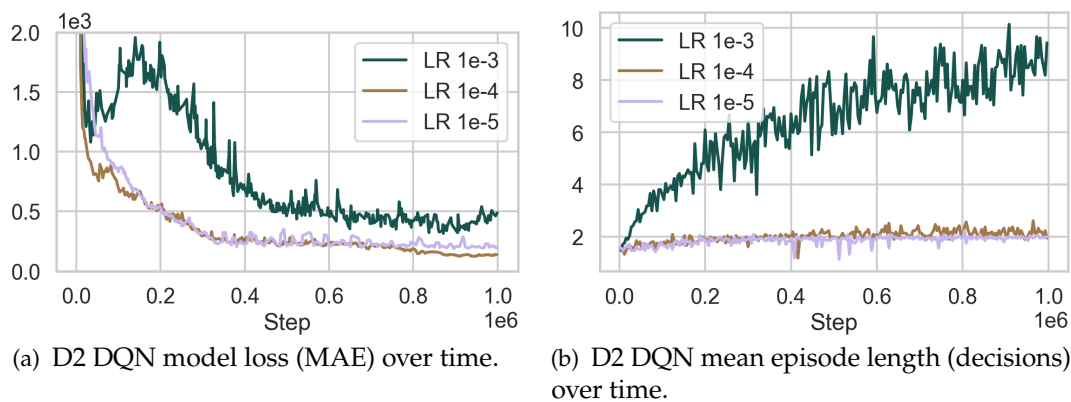 1e3
2.0
1.5
1.0
0.5
0.0
LR 1e-3
LR 1e-4
LR 1e-5
0.0 0.2 0.4 0.6 0.8 1.0
Step 1e6
(a) D2 DQN model loss (MAE) over time.
10
8
6
4
2
LR 1e-3
LR 1e-4
LR 1e-5
0.0 0.2 0.4 0.6 0.8 1.0
Step 1e6
(b) D2 DQN mean episode length (decisions)
over time.